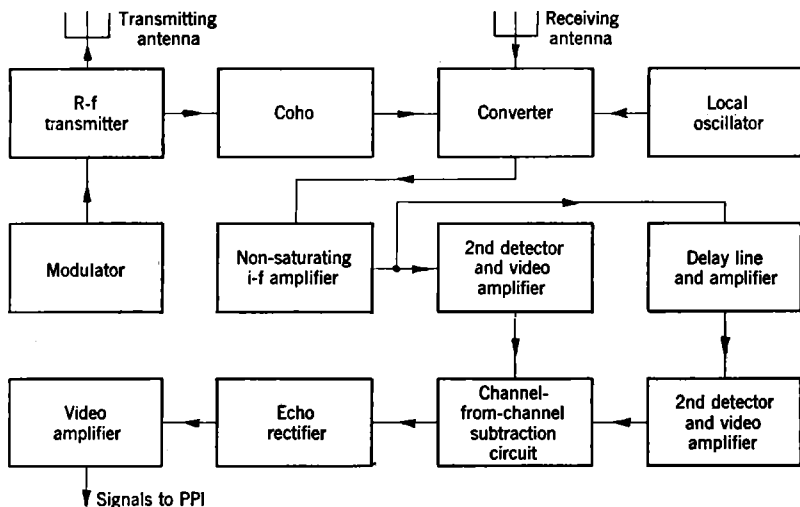 Transmitting
antenna
Receiving
antenna
R-f
transmitter
Coho
Converter
Local
oscillator
Modulator
Non-saturating
i-f amplifier
2nd detector
and video
amplifier
Delay line
and amplifier
Video
amplifier
Echo
rectifier
Channel-
from-channel
subtraction
circuit
2nd detector
and video
amplifier
Signals to PPI